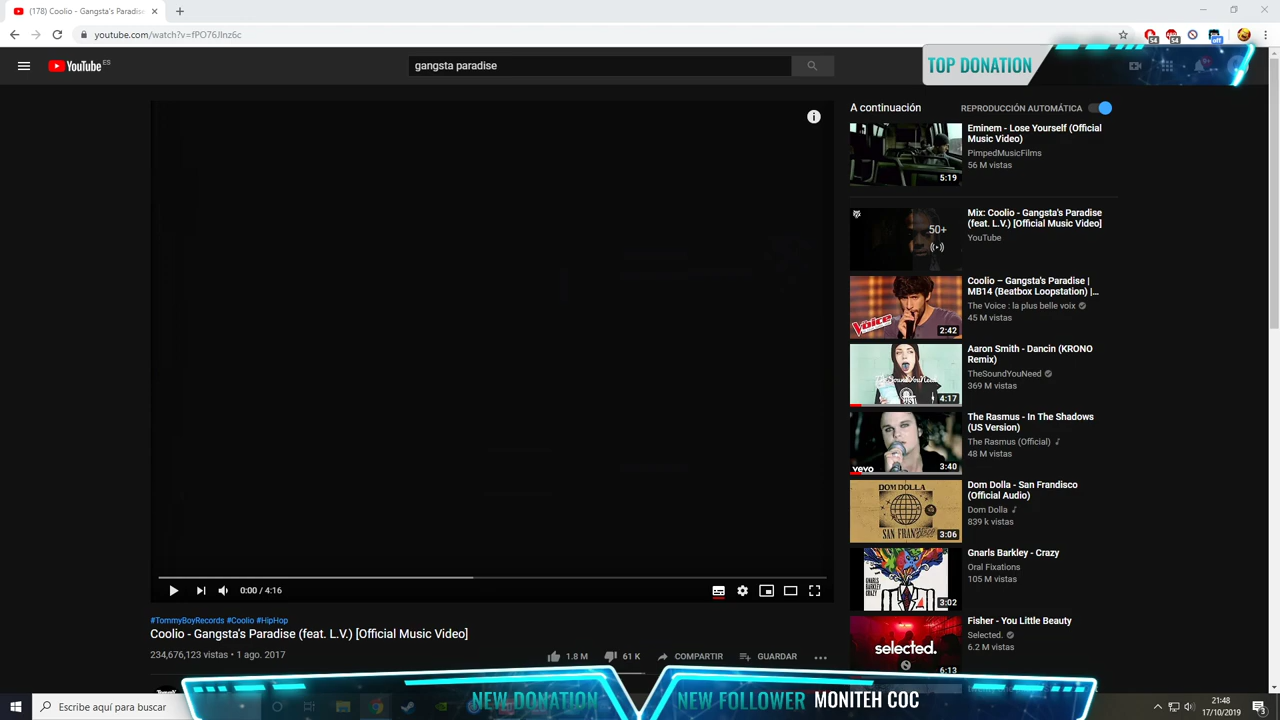 (178) Coolio - Gangsta's Paradise
youtube.com/watch?v=fPO76Jlnz6c
54
54
off
YouTube ES
gangsta paradise
TOP DONATION
A continuación
REPRODUCCIÓN AUTOMÁTICA
Eminem - Lose Yourself (Official
Music Video)
PimpedMusicFilms
56 M vistas
5:19
50+
Mix: Coolio - Gangsta's Paradise
(feat. L.V.) [Official Music Video]
YouTube
Coolio – Gangsta's Paradise |
MB14 (Beatbox Loopstation) |...
The Voice : la plus belle voix
45 M vistas
VOICE
2:42
Aaron Smith - Dancin (KRONO
Remix)
TheSoundYouNeed
369 M vistas
TheSoundYouNeed
4:17
The Rasmus - In The Shadows
(US Version)
The Rasmus (Official)
48 M vistas
vevo
3:40
DOM DOLLA
Dom Dolla - San Frandisco
(Official Audio)
Dom Dolla
839 k vistas
3:06
Gnarls Barkley - Crazy
Oral Fixations
105 M vistas
3:02
Fisher - You Little Beauty
Selected.
6.2 M vistas
selected.
6:13
0:00 / 4:16
#TommyBoyRecords #Coolio #HipHop
Coolio - Gangsta's Paradise (feat. L.V.) [Official Music Video]
234,676,123 vistas • 1 ago. 2017
1.8 M
61 K
COMPARTIR
GUARDAR
NEW DONATION
NEW FOLLOWER MONITEH COC
Escribe aquí para buscar
21:48
17/10/2019
3